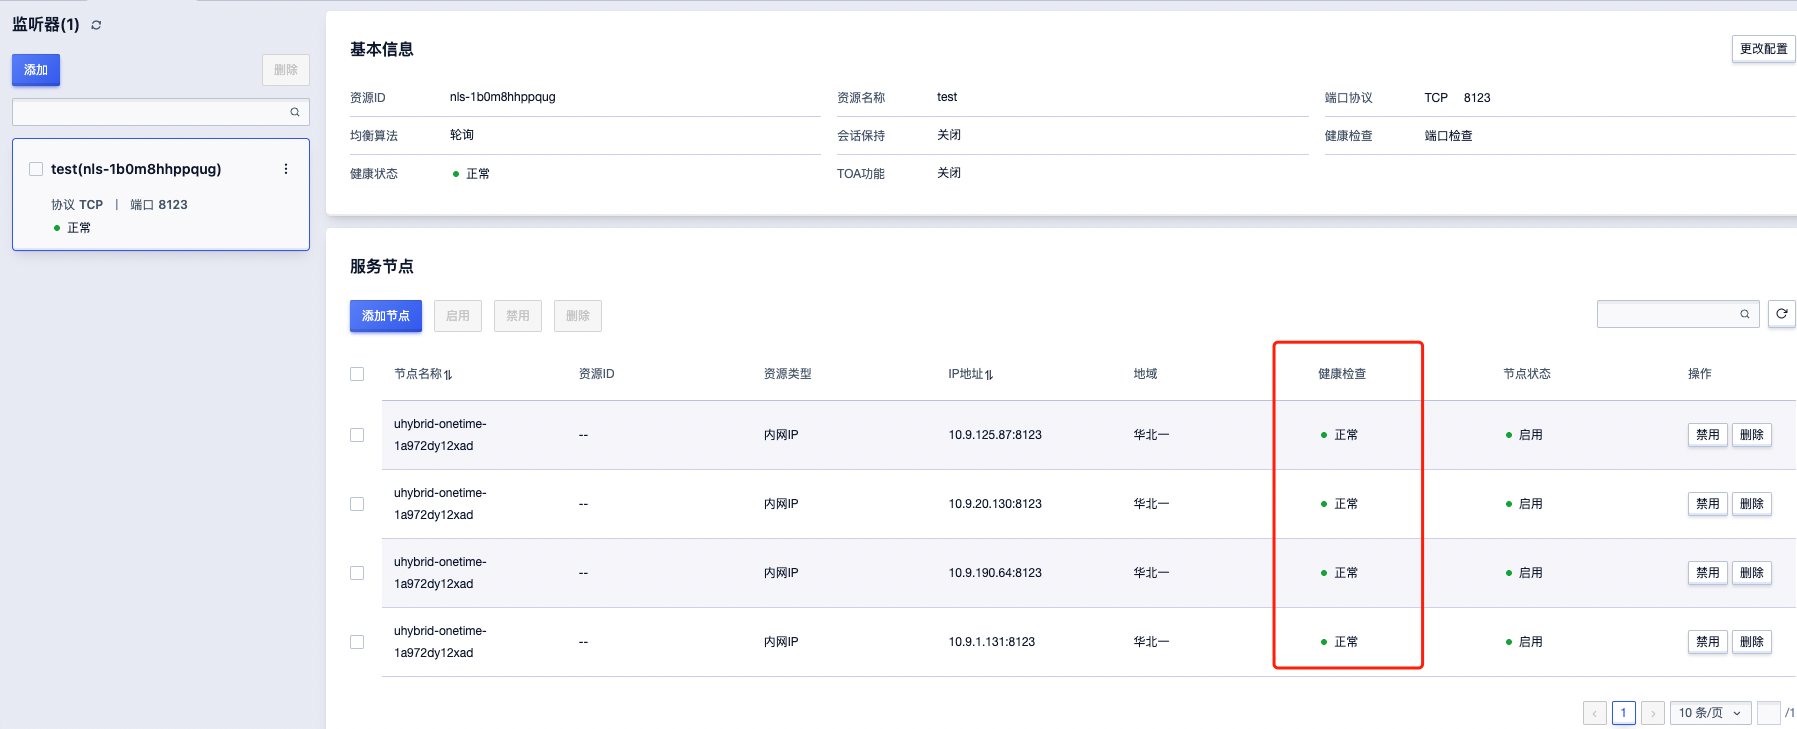 监听器(1)
添加
删除
test(nls-1b0m8hhppqug)
协议 TCP | 端口 8123
正常
基本信息
更改配置
资源ID nls-1b0m8hhppqug 资源名称 test 端口协议 TCP 8123
均衡算法 轮询 会话保持 关闭 健康检查 端口检查
健康状态 正常 TOA功能 关闭
服务节点
添加节点 启用 禁用 删除
节点名称 资源ID 资源类型 IP地址 地域 健康检查 节点状态 操作
uhybrid-onetime-
1a972dy12xad -- 内网IP 10.9.125.87:8123 华北一 正常 启用 禁用 删除
uhybrid-onetime-
1a972dy12xad -- 内网IP 10.9.20.130:8123 华北一 正常 启用 禁用 删除
uhybrid-onetime-
1a972dy12xad -- 内网IP 10.9.190.64:8123 华北一 正常 启用 禁用 删除
uhybrid-onetime-
1a972dy12xad -- 内网IP 10.9.1.131:8123 华北一 正常 启用 禁用 删除
‹ 1 › 10 条/页 /1